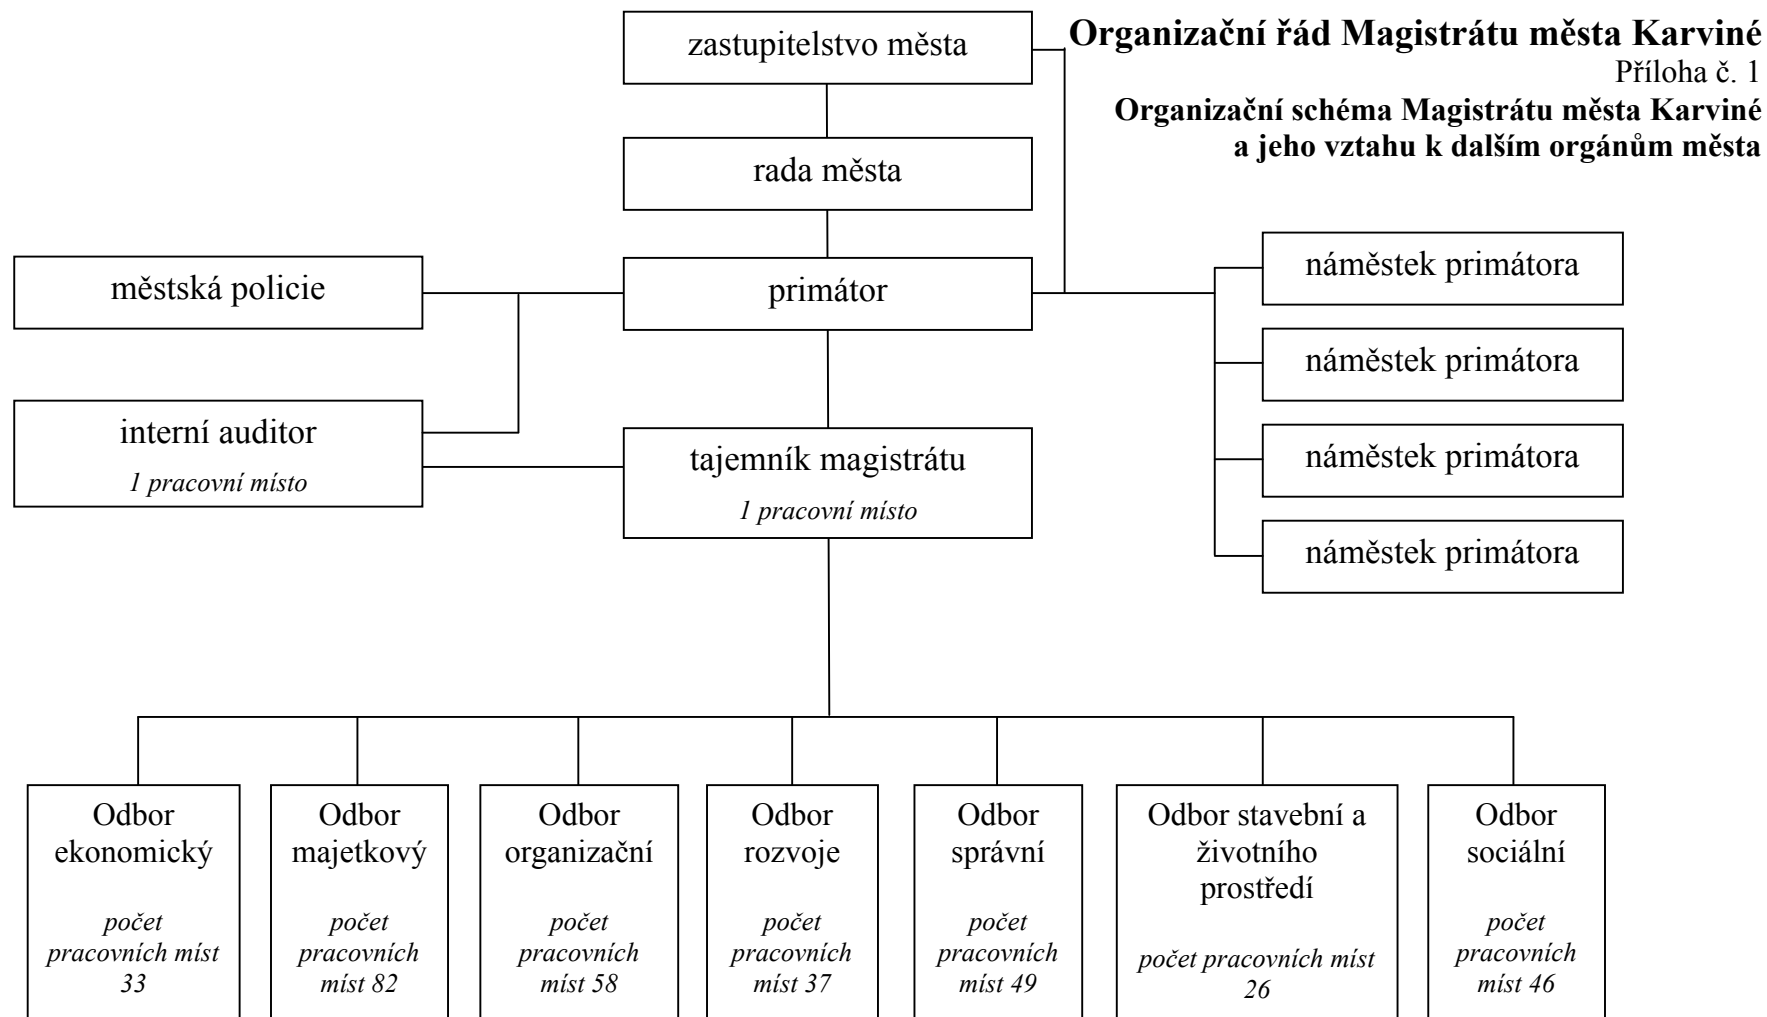 Organizační řád Magistrátu města Karviné
Příloha č. 1
Organizační schéma Magistrátu města Karviné
a jeho vztahu k dalším orgánům města
zastupitelstvo města
rada města
městská policie
primátor
náměstek primátora
náměstek primátora
náměstek primátora
náměstek primátora
interní auditor
1 pracovní místo
tajemník magistrátu
1 pracovní místo
Odbor
ekonomický
počet
pracovních míst
33
Odbor
majetkový
počet
pracovních
míst 82
Odbor
organizační
počet
pracovních
míst 58
Odbor
rozvoje
počet
pracovních
míst 37
Odbor
správní
počet
pracovních
míst 49
Odbor stavební a
životního
prostředí
počet pracovních míst
26
Odbor
sociální
počet
pracovních
míst 46